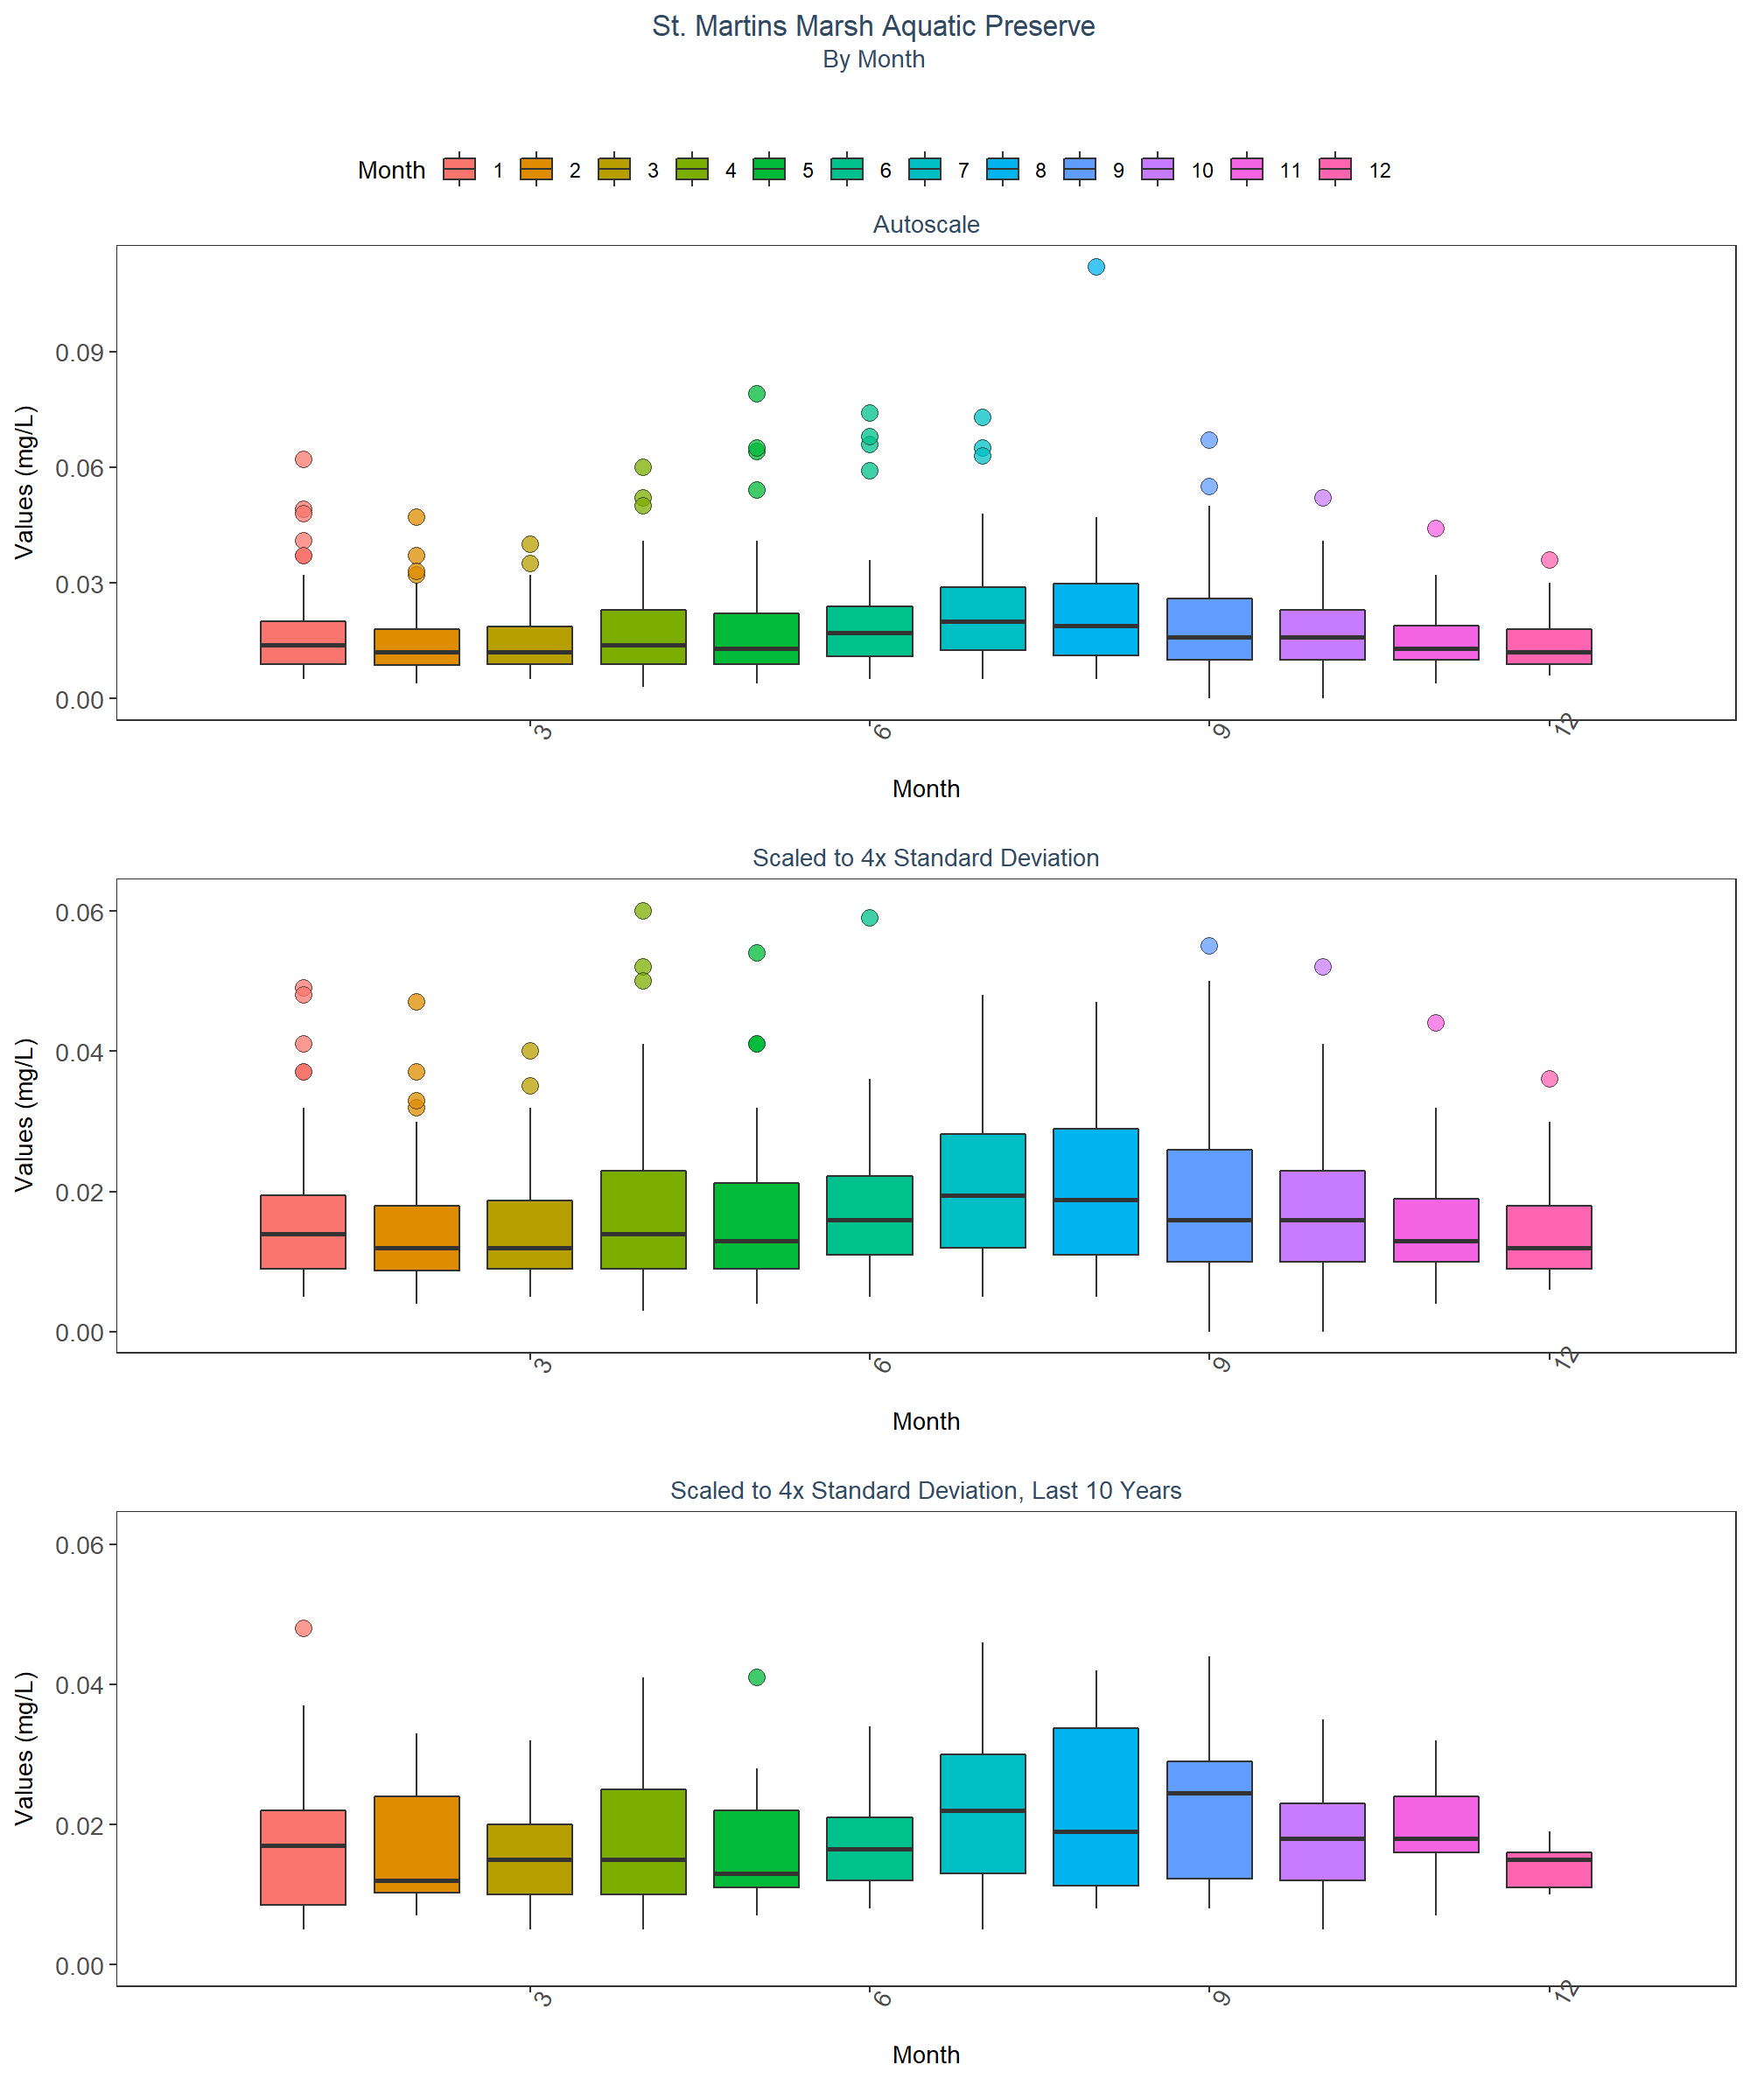 St. Martins Marsh Aquatic Preserve
By Month
Month 1 2 3 4 5 6 7 8 9 10 11 12
Autoscale
Values (mg/L)
0.09
0.06
0.03
0.00
3 6 9 12
Month
Scaled to 4x Standard Deviation
Values (mg/L)
0.06
0.04
0.02
0.00
3 6 9 12
Month
Scaled to 4x Standard Deviation, Last 10 Years
Values (mg/L)
0.06
0.04
0.02
0.00
3 6 9 12
Month